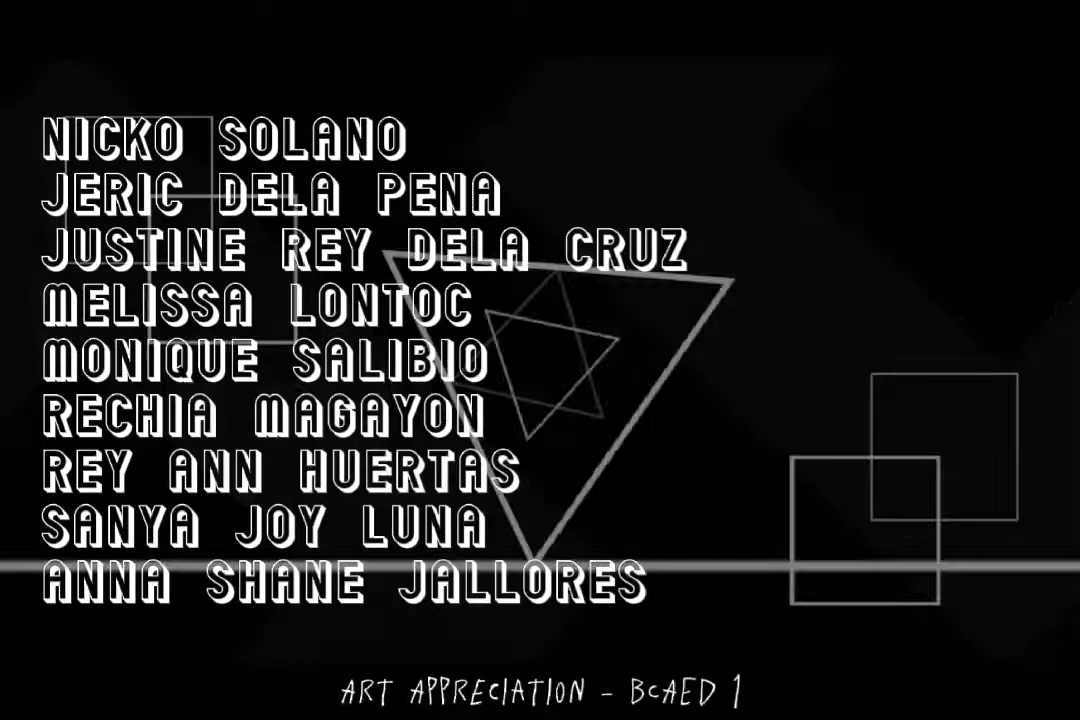 NICKO SOLANO
JERIC DELA PENA
JUSTINE REY DELA CRUZ
MELISSA LONTOC
MONIQUE SALIBIO
RECHIA MAGAYON
REY ANN HUERTAS
SANYA JOY LUNA
ANNA SHANE JALLORES
ART APPRECIATION - BCAED 1